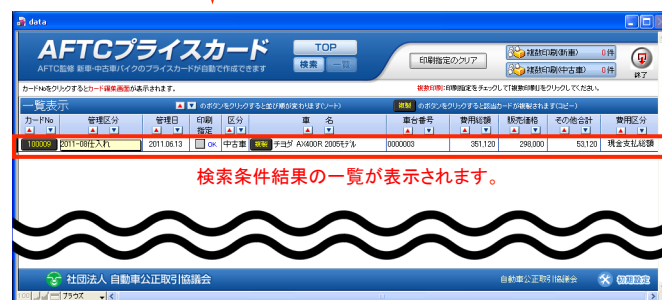 data
AFTCプライスカード
AFTC監修 新車・中古車バイクのプライスカードが自動で作成できます
TOP
検索 一覧
印刷指定のクリア
複数印刷(新車) 0件
複数印刷(中古車) 0件
終了
カードNoをクリックするとカード編集画面が表示されます。
複数印刷:印刷指定をチェックして「複数印刷」をクリックしてください。
一覧表示 ▲ ▼ のボタンをクリックすると並び順が変わります(ソート) 複製 のボタンをクリックすると該当カードが複製されます(コピー)
カードNo 管理区分 管理日 印刷指定 区分 車 名 車台番号 費用総額 販売価格 その他合計 費用区分
100009 2011-08仕入れ 2011.06.13 OK 中古車 複製 チヨダ AX400R 2005モデル 0000003 351,120 298,000 53,120 現金支払総額
検索条件結果の一覧が表示されます。
社団法人 自動車公正取引協議会
自動車公正取引協議会
初期設定
100 ブラウズ